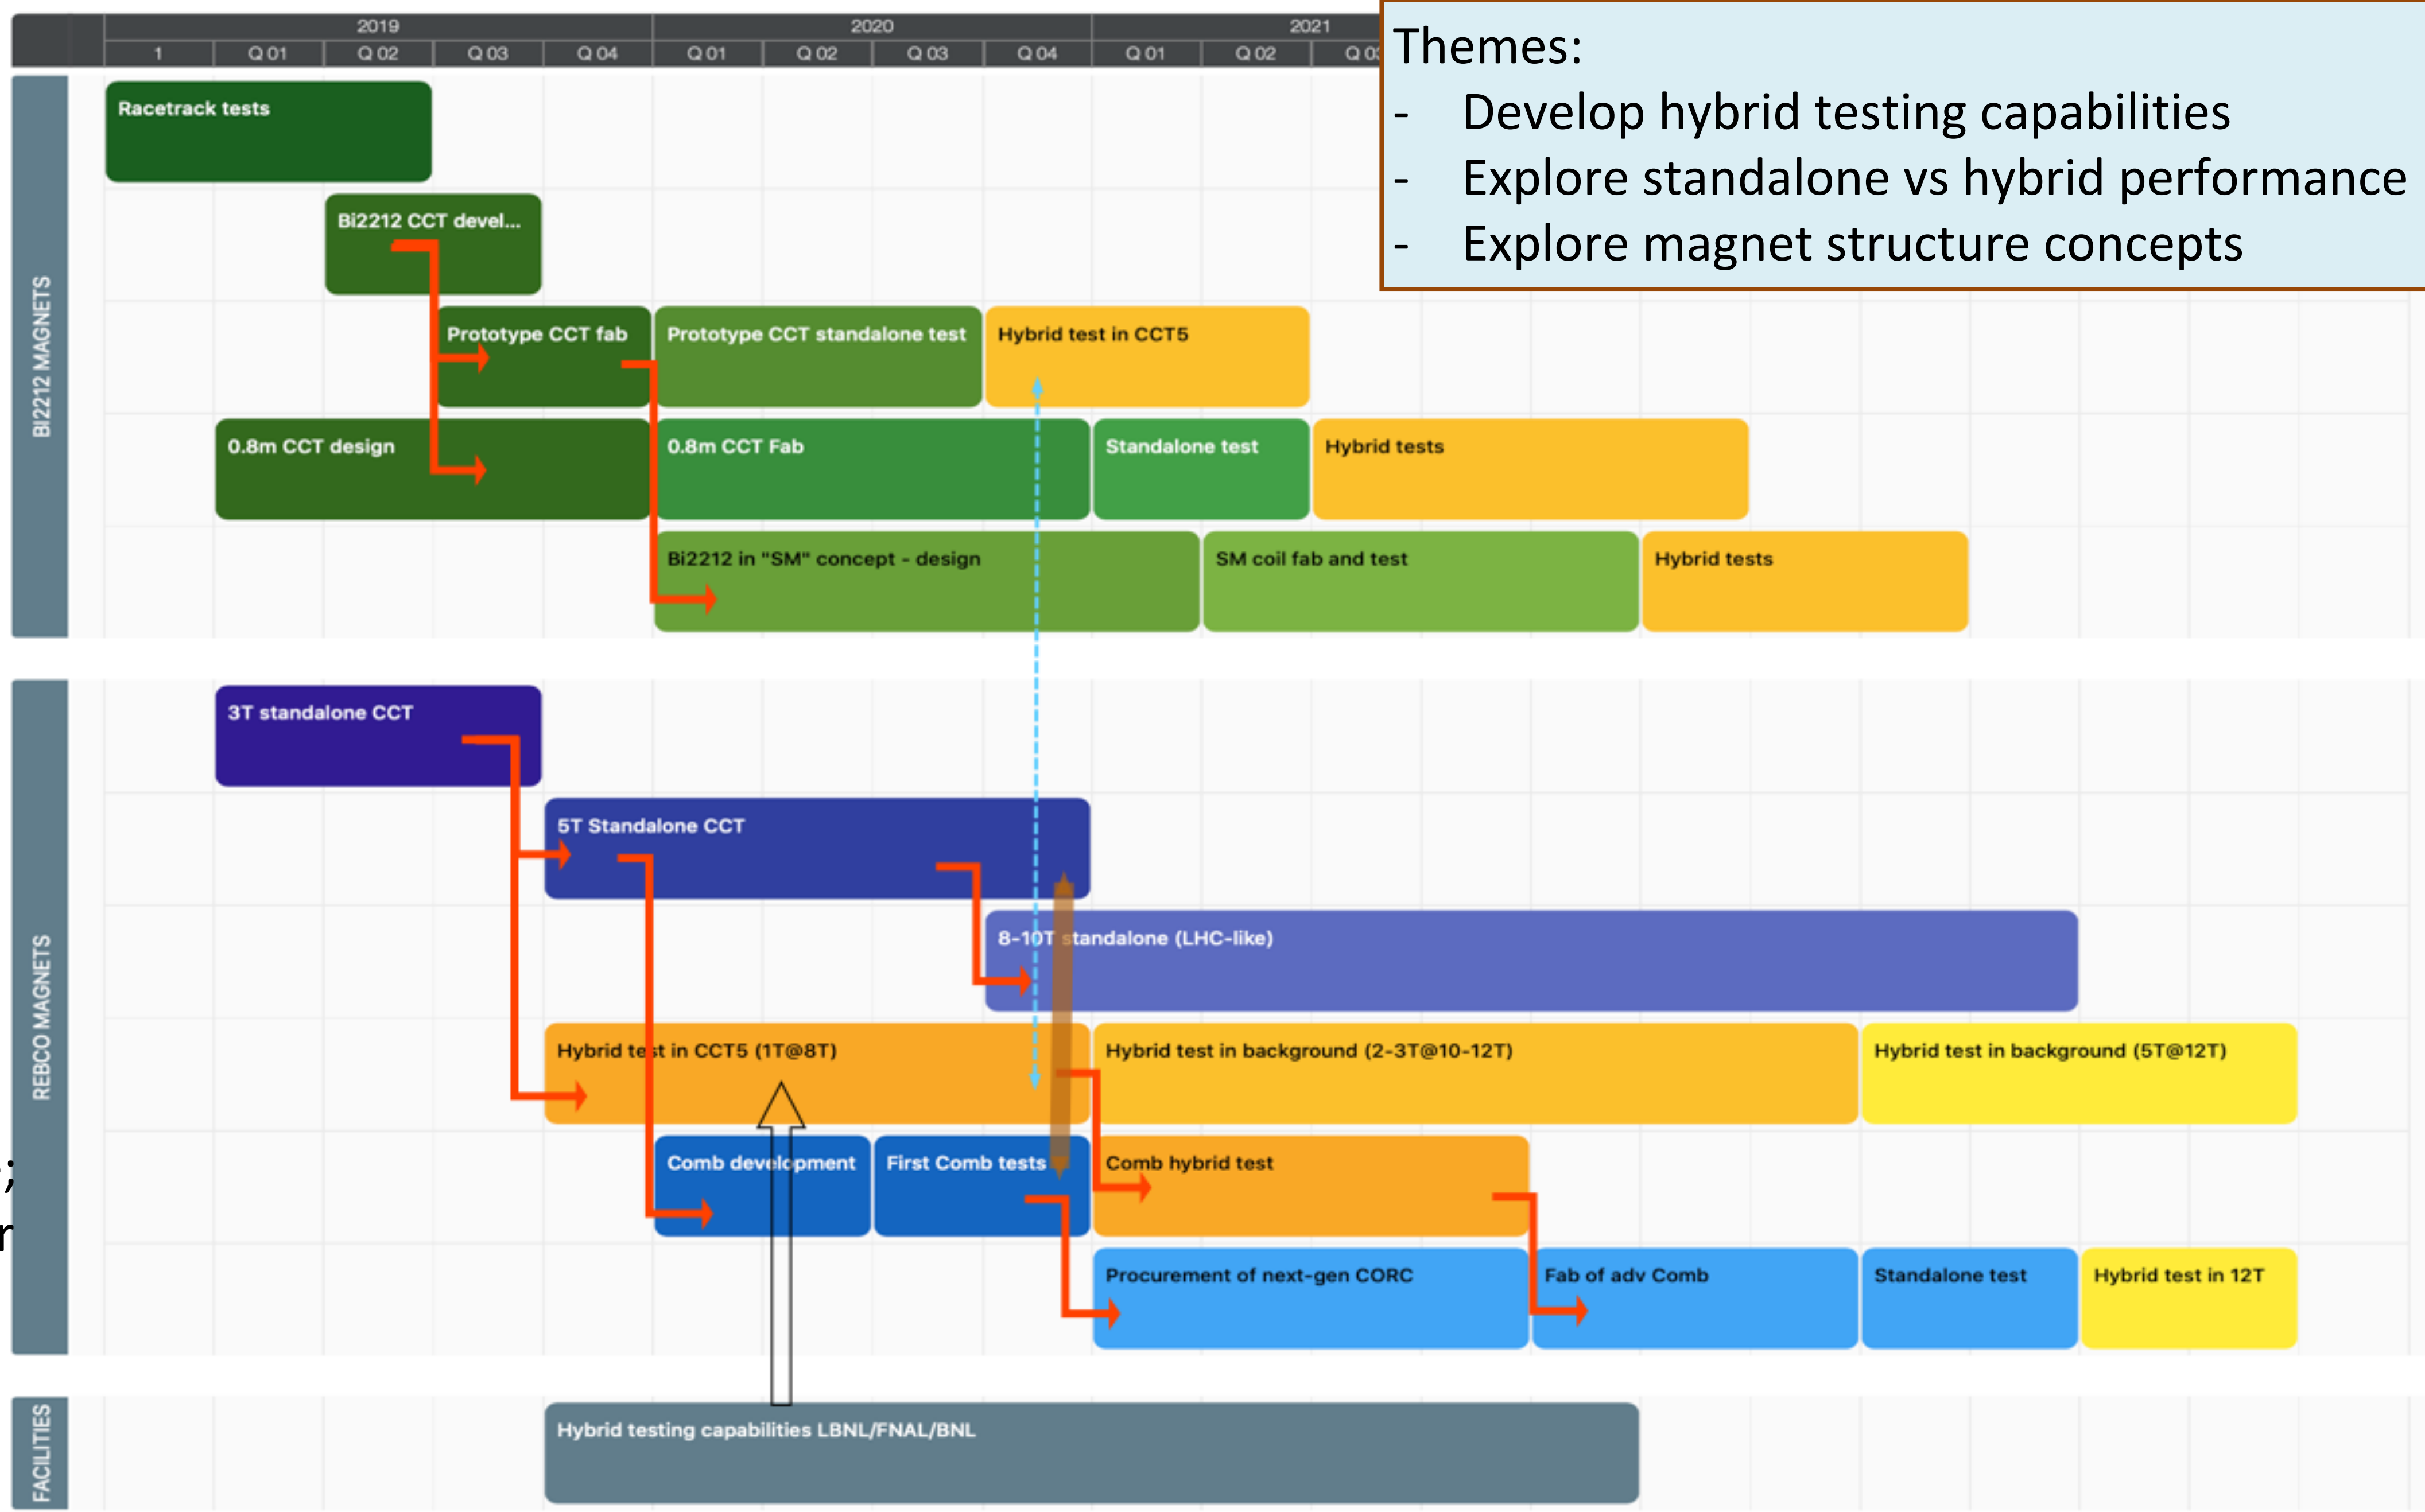 2019 2020 2021
1 Q 01 Q 02 Q 03 Q 04 Q 01 Q 02 Q 03 Q 04 Q 01 Q 02
Themes:
- Develop hybrid testing capabilities
- Explore standalone vs hybrid performance
- Explore magnet structure concepts
BI2212 MAGNETS
Racetrack tests
Bi2212 CCT devel...
Prototype CCT fab
Prototype CCT standalone test
Hybrid test in CCT5
0.8m CCT design
0.8m CCT Fab
Standalone test
Hybrid tests
Bi2212 in "SM" concept - design
SM coil fab and test
Hybrid tests
REBCO MAGNETS
3T standalone CCT
5T Standalone CCT
8-10T standalone (LHC-like)
Hybrid test in CCT5 (1T@8T)
Hybrid test in background (2-3T@10-12T)
Hybrid test in background (5T@12T)
Comb development
First Comb tests
Comb hybrid test
Procurement of next-gen CORC
Fab of adv Comb
Standalone test
Hybrid test in 12T
FACILITIES
Hybrid testing capabilities LBNL/FNAL/BNL